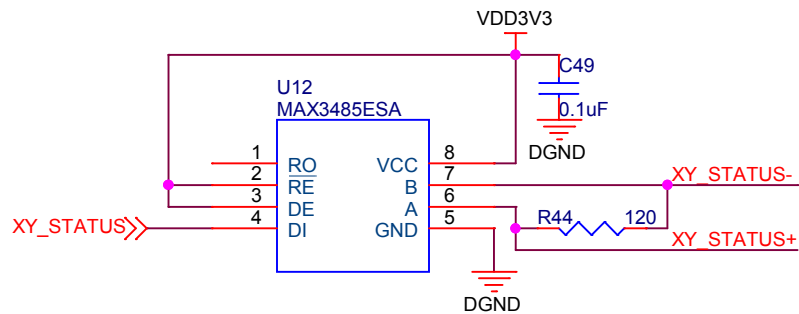 VDD3V3
C49
0.1uF
DGND
U12
MAX3485ESA
1 RO VCC 8
2 RE B 7
3 DE A 6
4 DI GND 5
XY_STATUS
XY_STATUS-
R44 120
XY_STATUS+
DGND